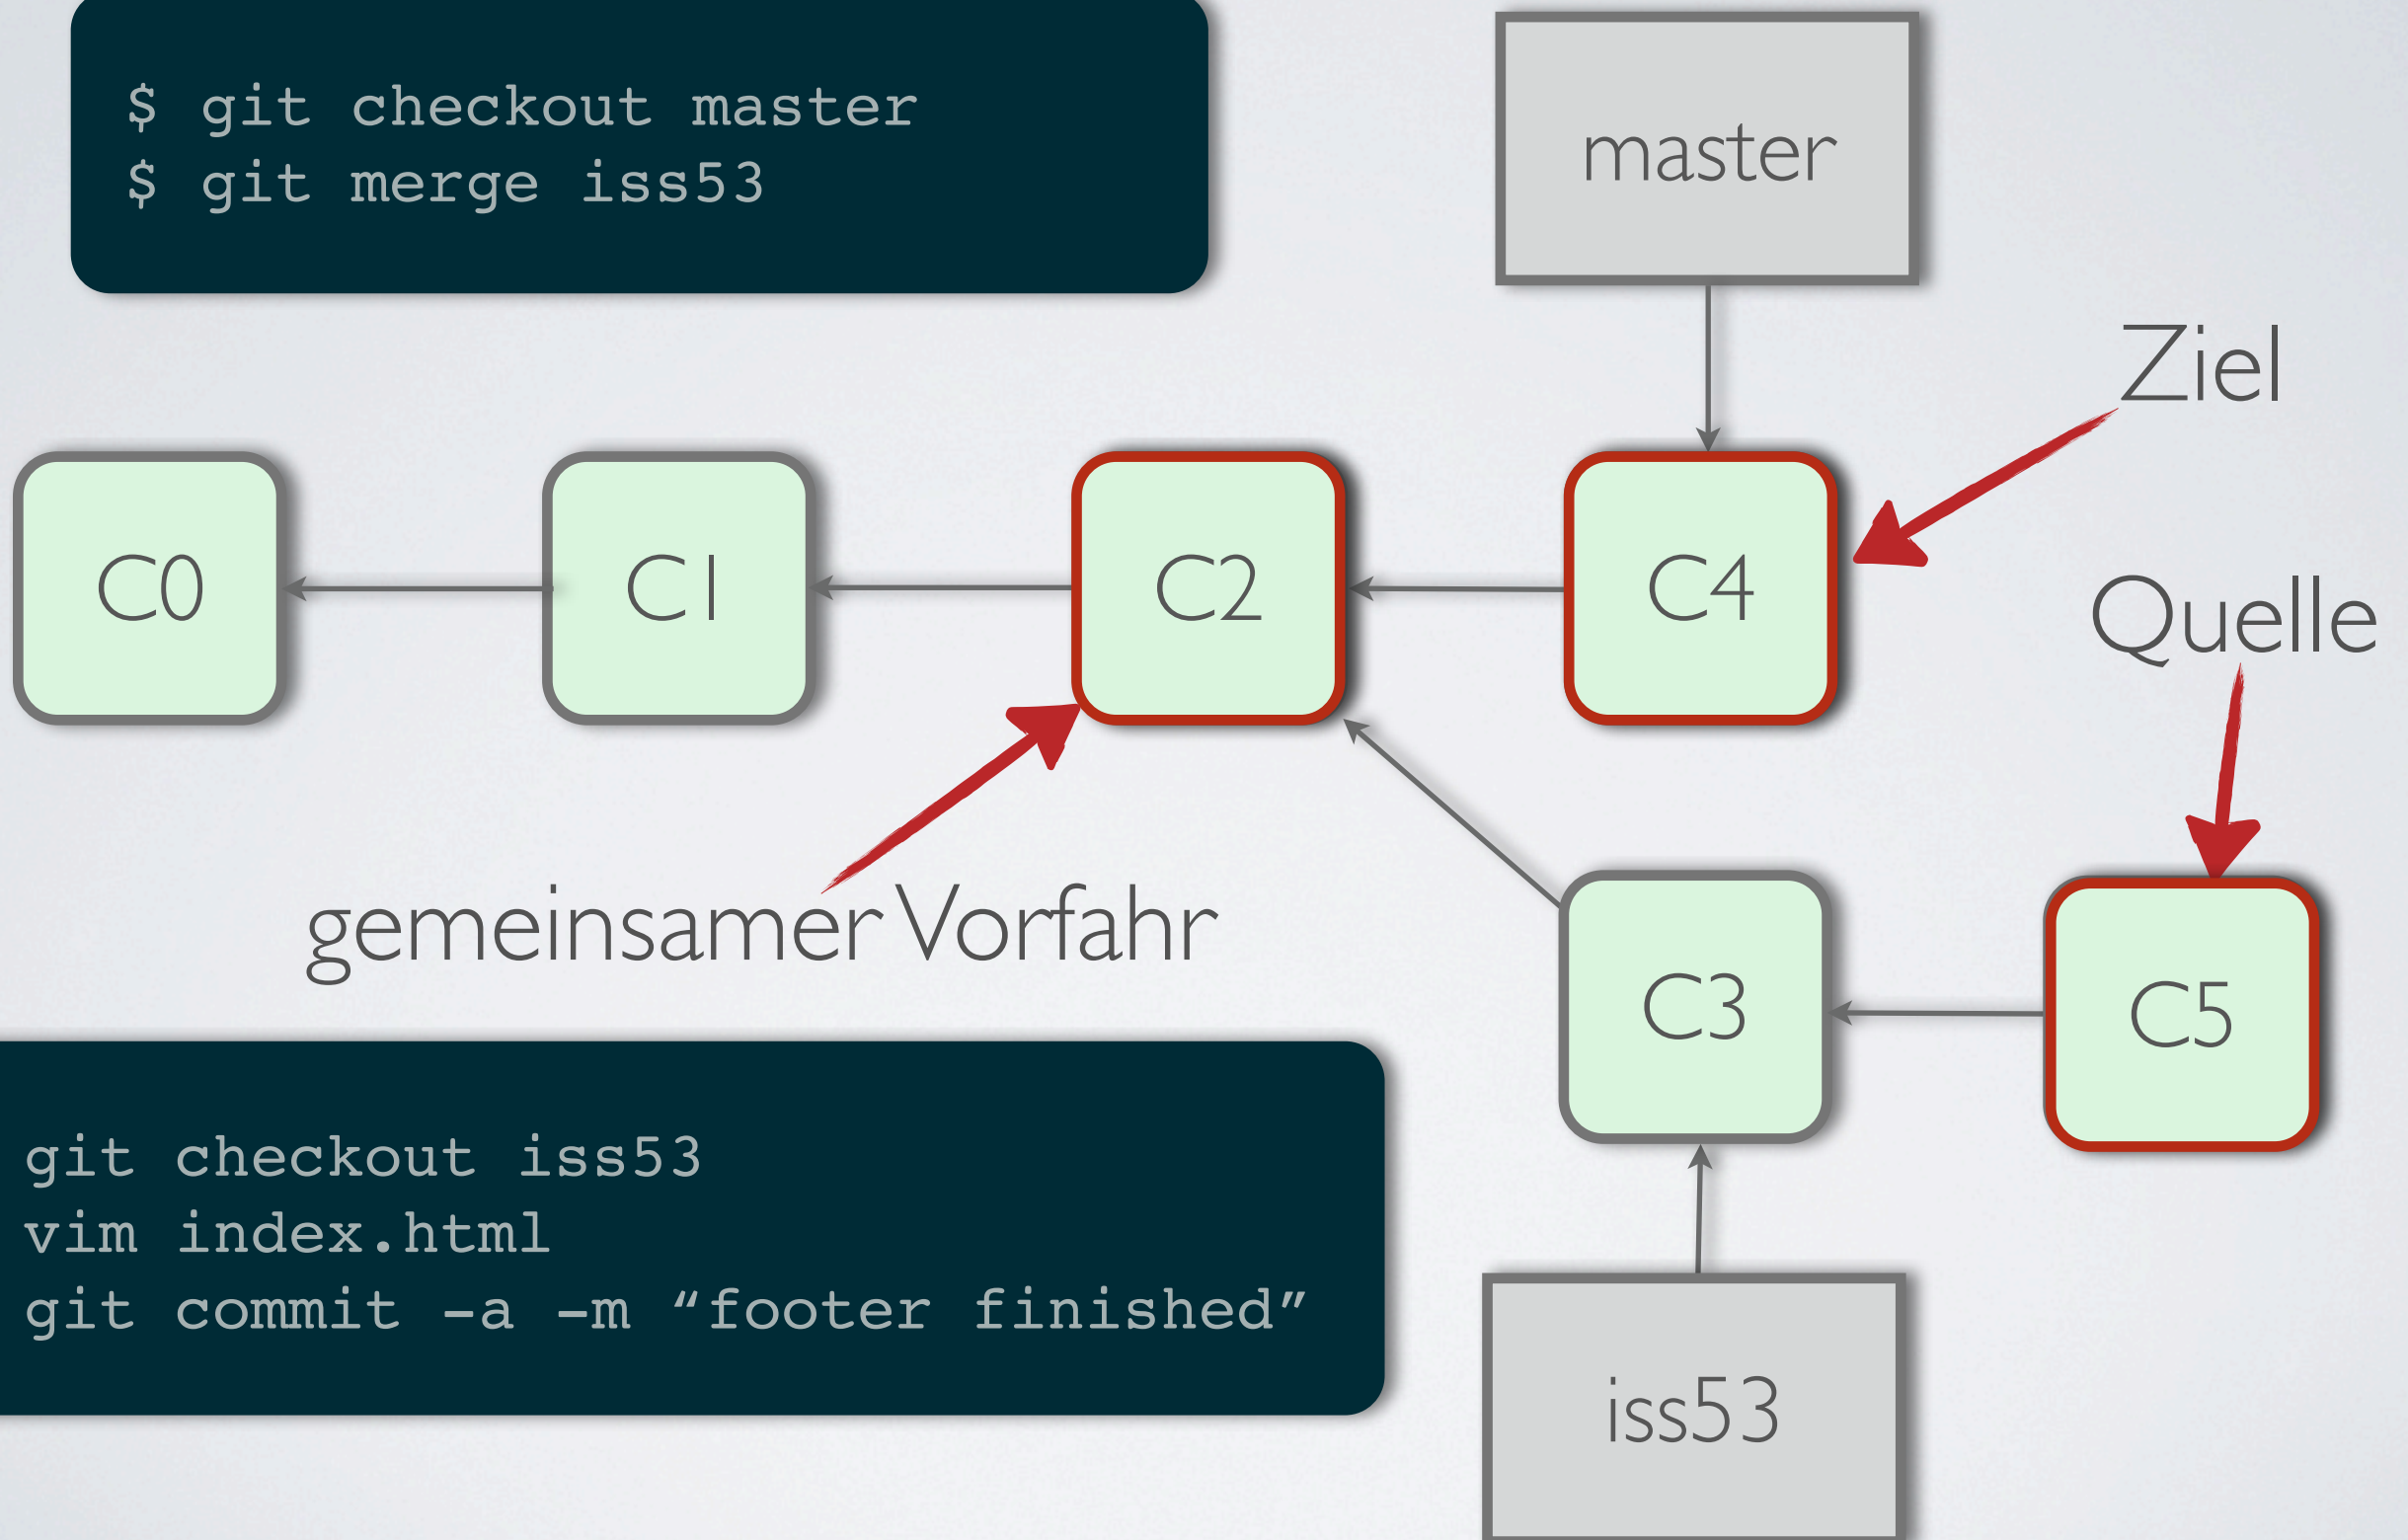 $ git checkout master
$ git merge iss53
master
Ziel
C0
C1
C2
C4
Quelle
gemeinsamer Vorfahr
C3
C5
git checkout iss53
vim index.html
git commit -a -m “footer finished”
iss53